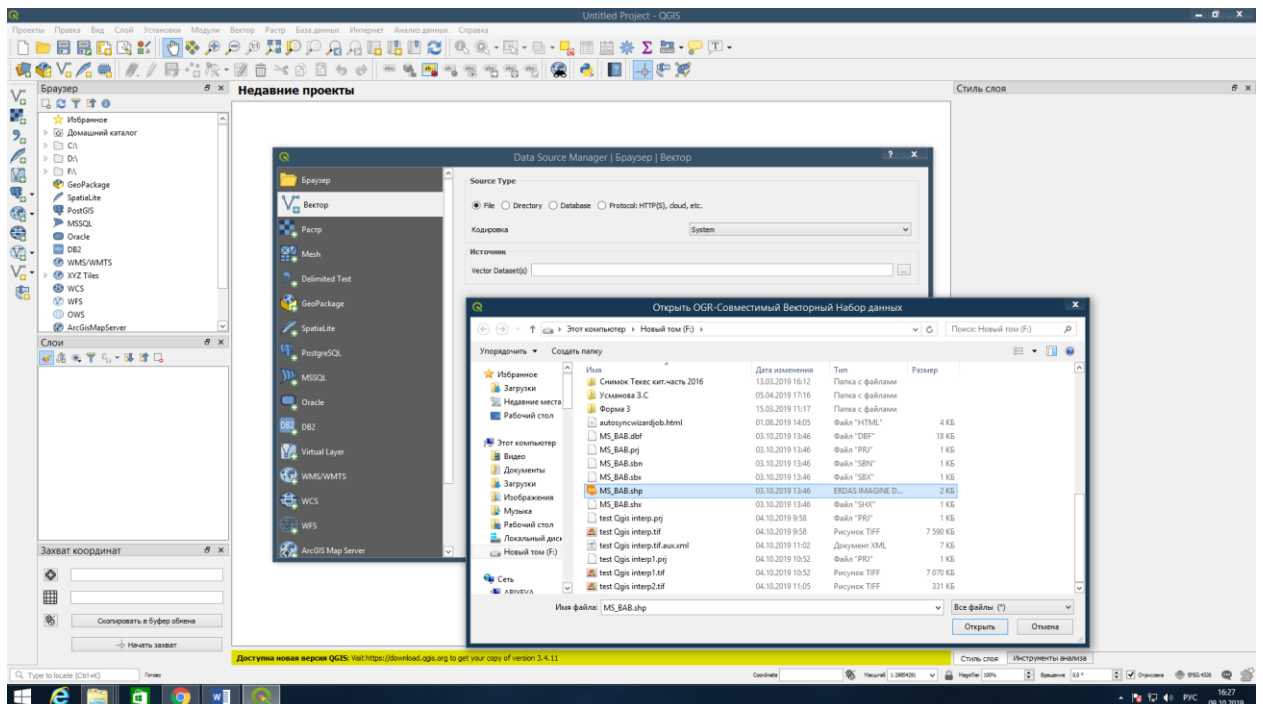 Untitled Project - QGIS
Проекты Правка Вид Слой Установки Модули Вектор Растр Базаданных Интернет Анализданных Справка
Браузер
Избранное
Домашний каталог
C:\
D:\
F:\
GeoPackage
SpatiaLite
PostGIS
MSSQL
Oracle
DB2
WMS/WMTS
XYZ Tiles
WCS
WFS
OWS
ArcGisMapServer
Слои
Захват координат
Скопировать в буфер обмена
Начать захват
Недавние проекты
Стиль слоя
Data Source Manager | Браузер | Вектор
Браузер
Вектор
Растр
Mesh
Delimited Text
GeoPackage
SpatiaLite
PostgreSQL
MSSQL
Oracle
DB2
Virtual Layer
WMS/WMTS
WCS
WFS
ArcGIS Map Server
Source Type
File Directory Database Protocol: HTTP(S), cloud, etc.
Кодировка System
Источник
Vector Dataset(s)
Открыть OGR-Совместимый Векторный Набор данных
Этот компьютер Новый том (F:)
Поиск: Новый том (F:)
Упорядочить Создать папку
Избранное
Загрузки
Недавние места
Рабочий стол
Этот компьютер
Видео
Документы
Загрузки
Изображения
Музыка
Рабочий стол
Локальный диск
Новый том (F:)
Сеть
Имя Дата изменения Тип Размер
Снимок Текес кит.часть 2016 13.03.2019 16:12 Папка с файлами
Усманова З.С 05.04.2019 17:16 Папка с файлами
Форма 3 15.03.2019 11:17 Папка с файлами
autosyncwizardjob.html 01.08.2019 14:05 Файл "HTML" 4 КБ
MS_BAB.dbf 03.10.2019 13:46 Файл "DBF" 18 КБ
MS_BAB.prj 03.10.2019 13:46 Файл "PRJ" 1 КБ
MS_BAB.sbn 03.10.2019 13:46 Файл "SBN" 1 КБ
MS_BAB.sbx 03.10.2019 13:46 Файл "SBX" 1 КБ
MS_BAB.shp 03.10.2019 13:46 ERDAS IMAGINE D... 2 КБ
MS_BAB.shx 03.10.2019 13:46 Файл "SHX" 1 КБ
test Qgis interp.prj 04.10.2019 9:58 Файл "PRJ" 1 КБ
test Qgis interp.tif 04.10.2019 9:58 Рисунок TIFF 7 590 КБ
test Qgis interp.tif.aux.xml 04.10.2019 11:02 Документ XML 7 КБ
test Qgis interp1.prj 04.10.2019 10:52 Файл "PRJ" 1 КБ
test Qgis interp1.tif 04.10.2019 10:52 Рисунок TIFF 7 070 КБ
test Qgis interp2.tif 04.10.2019 11:05 Рисунок TIFF 331 КБ
Имя файла: MS_BAB.shp Все файлы (*)
Открыть Отмена
Доступна новая версия QGIS: Visit https://download.qgis.org to get your copy of version 3.4.11
Стиль слоя Инструменты анализа
Type to locate (Ctrl+K) Готово Coordinate Масштаб Magnifier 100% Вращение 0,0 ° EPSG:4326
РУС 16:27
09.10.2019